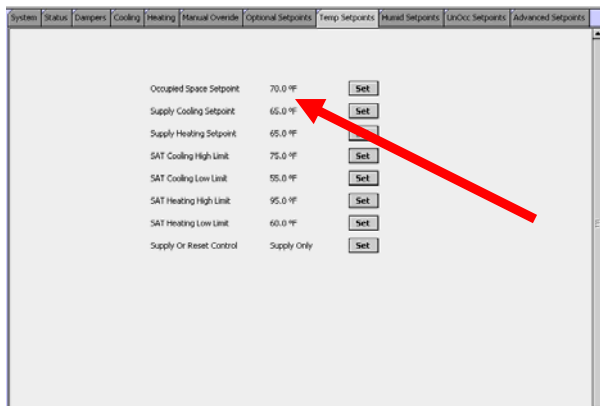 System Status Dampers Cooling Heating Manual Override Optional Setpoints Temp Setpoints Humid Setpoints UnOcc Setpoints Advanced Setpoints
Occupied Space Setpoint 70.0 °F Set
Supply Cooling Setpoint 65.0 °F Set
Supply Heating Setpoint 65.0 °F
SAT Cooling High Limit 75.0 °F Set
SAT Cooling Low Limit 55.0 °F Set
SAT Heating High Limit 95.0 °F Set
SAT Heating Low Limit 60.0 °F Set
Supply Or Reset Control Supply Only Set